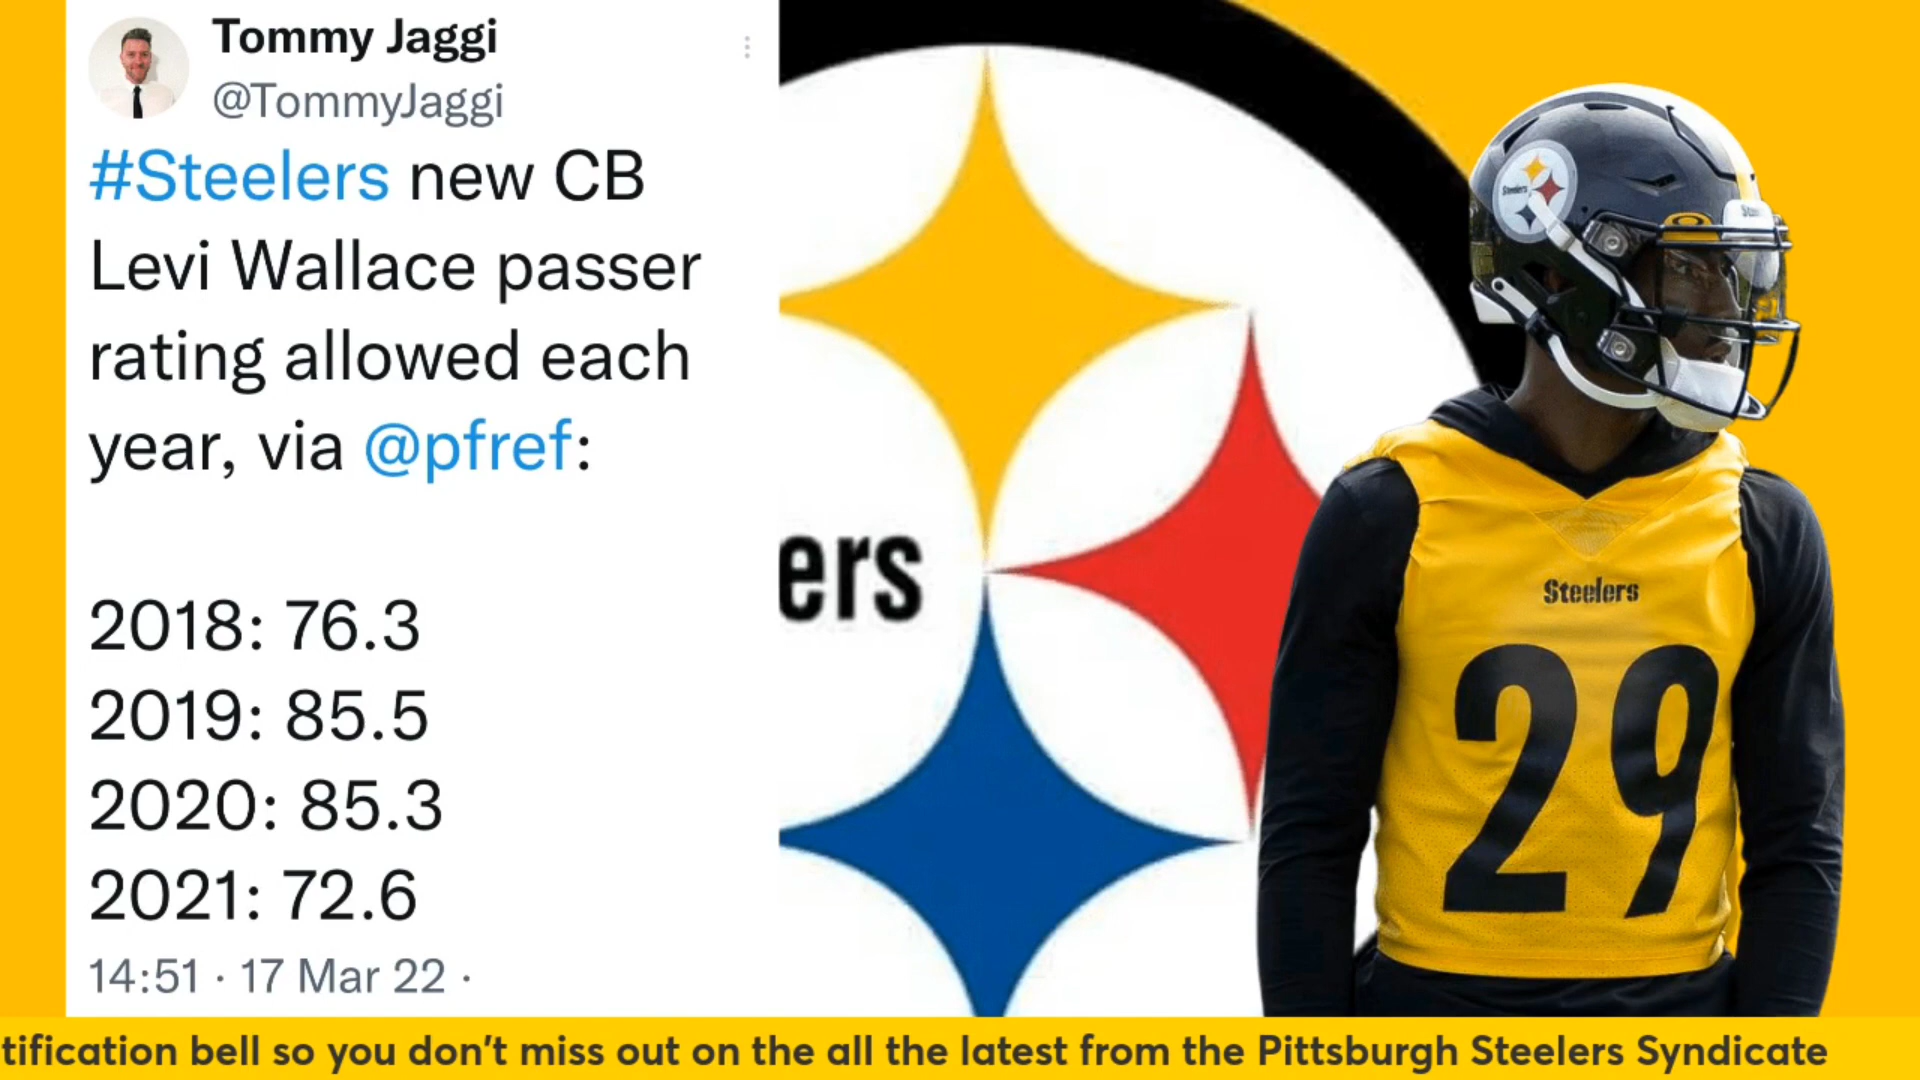 Tommy Jaggi
@TommyJaggi
#Steelers new CB
Levi Wallace passer
rating allowed each
year, via @pfref:
2018: 76.3
2019: 85.5
2020: 85.3
2021: 72.6
14:51 · 17 Mar 22 ·
ers
Steelers
Steelers
29
tification bell so you don't miss out on the all the latest from the Pittsburgh Steelers Syndicate